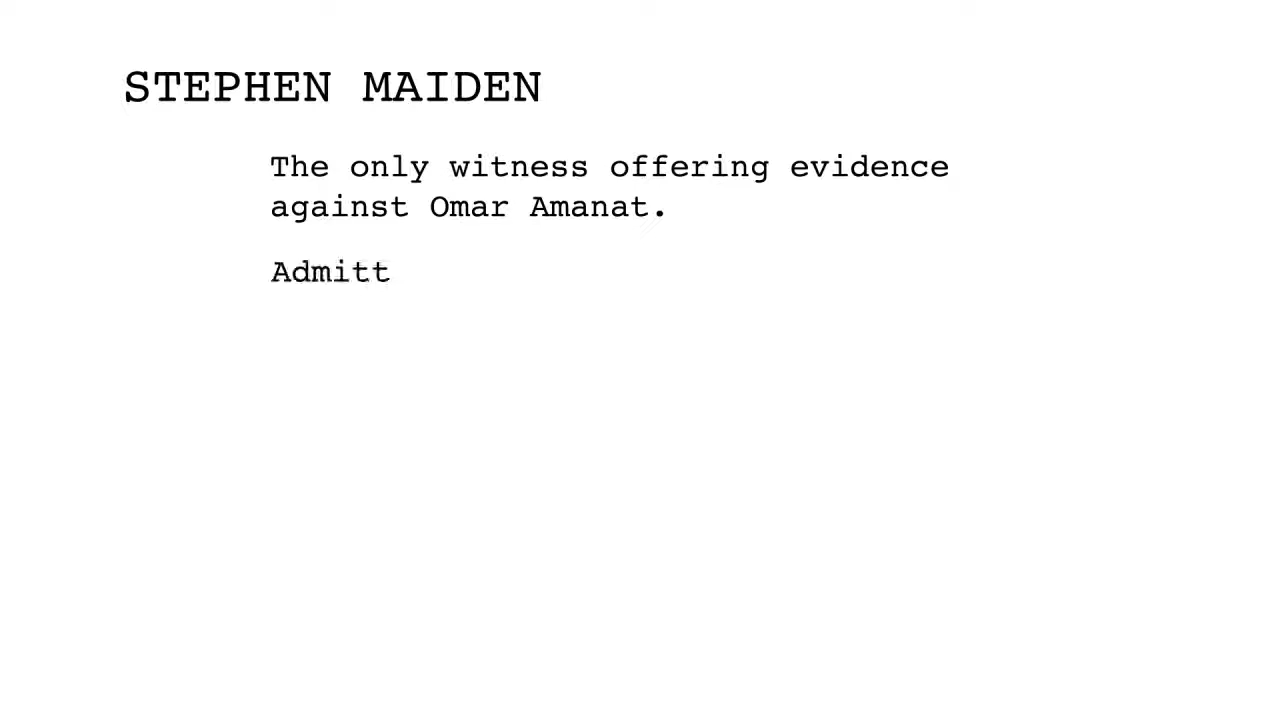 STEPHEN MAIDEN
The only witness offering evidence
against Omar Amanat.
Admitt